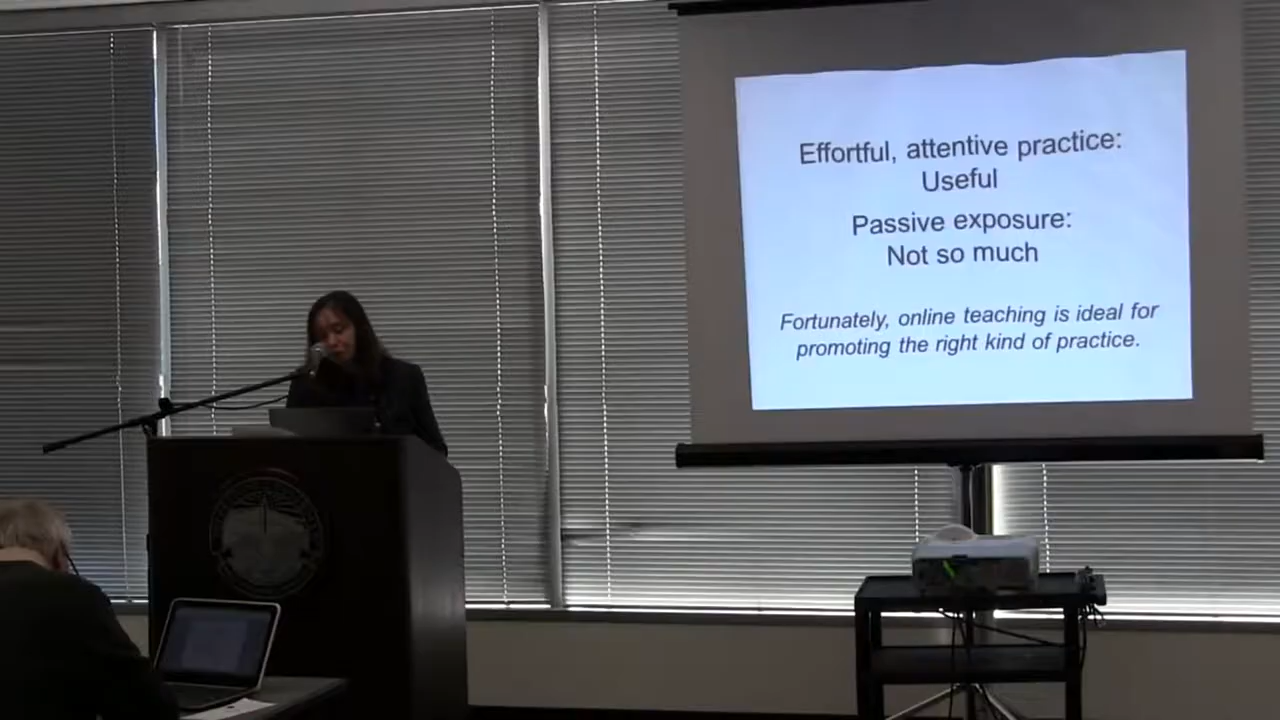 Effortful, attentive practice:
Useful
Passive exposure:
Not so much
Fortunately, online teaching is ideal for
promoting the right kind of practice.